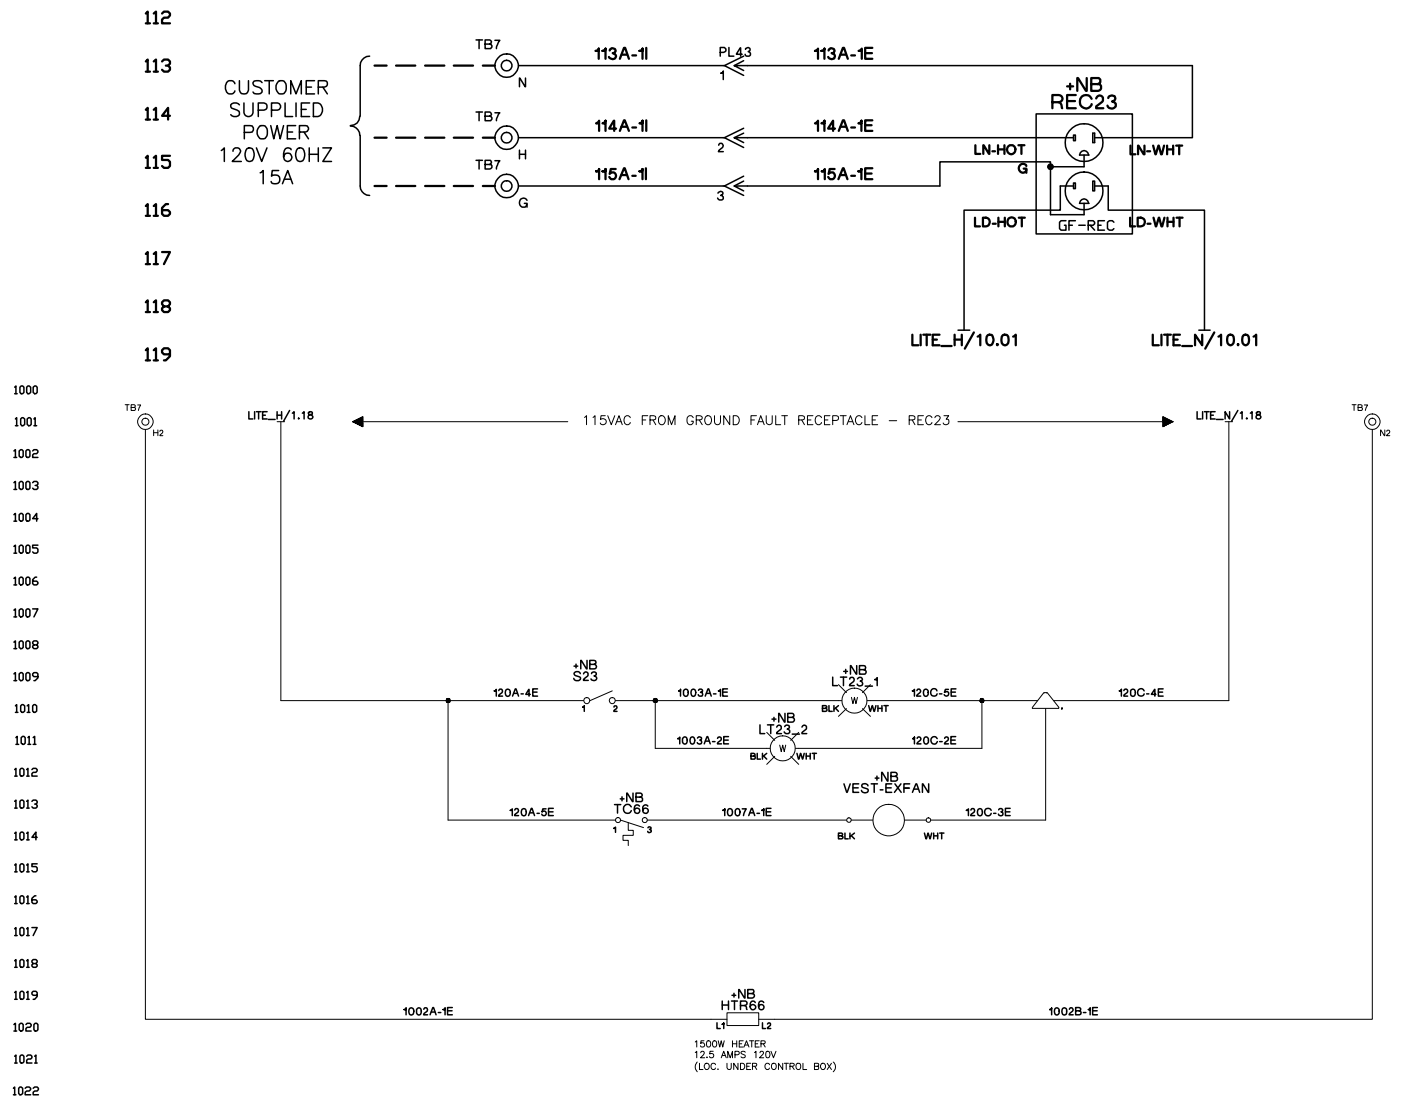 112
113
114
115
116
117
118
119
CUSTOMER
SUPPLIED
POWER
120V 60HZ
15A
TB7
N
113A-1I
PL43
1
113A-1E
TB7
H
114A-1I
2
114A-1E
TB7
G
115A-1I
3
115A-1E
+NB
REC23
LN-HOT
LN-WHT
G
LD-HOT
GF-REC
LD-WHT
LITE_H/10.01
LITE_N/10.01
1000
1001
1002
1003
1004
1005
1006
1007
1008
1009
1010
1011
1012
1013
1014
1015
1016
1017
1018
1019
1020
1021
1022
TB7
H2
LITE_H/1.18
115VAC FROM GROUND FAULT RECEPTACLE - REC23
LITE_N/1.18
TB7
N2
120A-4E
+NB
S23
1 2
1003A-1E
+NB
LT23_1
W
BLK WHT
120C-5E
120C-4E
1003A-2E
+NB
LT23_2
W
BLK WHT
120C-2E
120A-5E
+NB
TC66
1 3
1007A-1E
+NB
VEST-EXFAN
BLK WHT
120C-3E
1002A-1E
+NB
HTR66
L1 L2
1002B-1E
1500W HEATER
12.5 AMPS 120V
(LOC. UNDER CONTROL BOX)